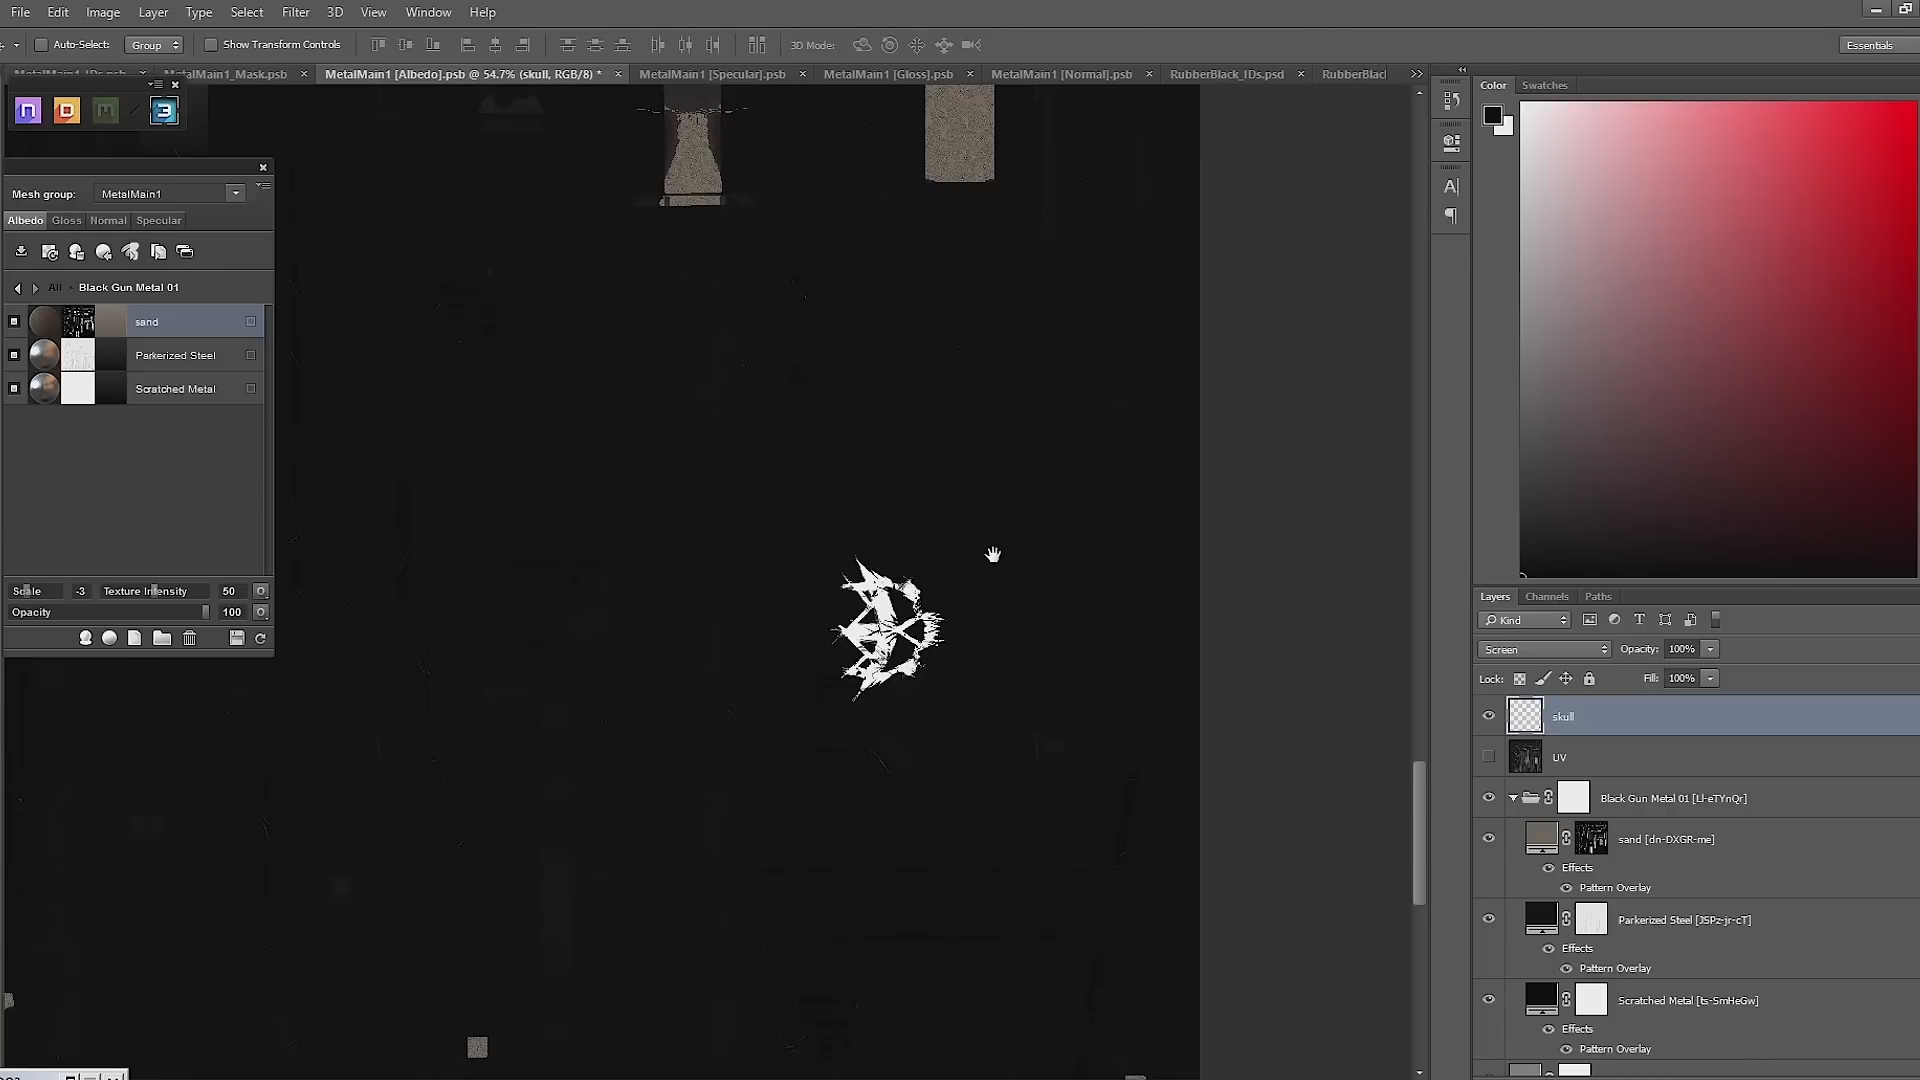 File Edit Image Layer Type Select Filter 3D View Window Help
Auto-Select: Group Show Transform Controls 3D Mode: Essentials
MetalMain1_IDs.psb × MetalMain1_Mask.psb × MetalMain1 [Albedo].psb @ 54.7% (skull, RGB/8) * × MetalMain1 [Specular].psb × MetalMain1 [Gloss].psb × MetalMain1 [Normal].psb × RubberBlack_IDs.psd × RubberBlac
Mesh group: MetalMain1
Albedo Gloss Normal Specular
All > Black Gun Metal 01
sand
Parkerized Steel
Scratched Metal
Scale -3 Texture Intensity 50
Opacity 100
Color Swatches
Layers Channels Paths
Kind
Screen Opacity: 100%
Lock: Fill: 100%
skull
UV
Black Gun Metal 01 [Ll-eTYnQr]
sand [dn-DXGR-me]
Effects
Pattern Overlay
Parkerized Steel [JSPz-jr-cT]
Effects
Pattern Overlay
Scratched Metal [ts-SmHeGw]
Effects
Pattern Overlay